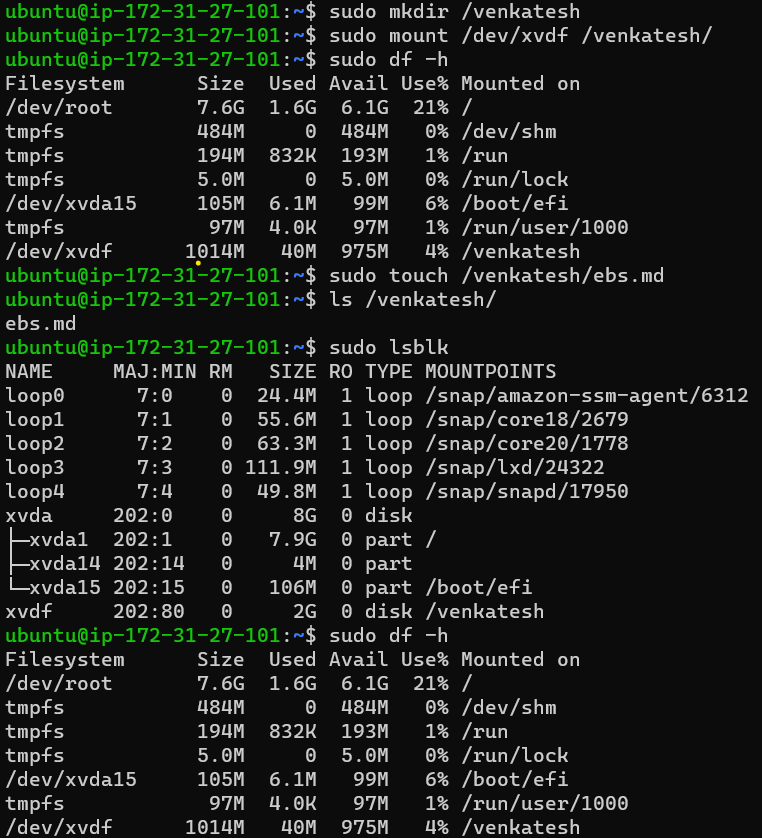 ubuntu@ip-172-31-27-101:~$ sudo mkdir /venkatesh
ubuntu@ip-172-31-27-101:~$ sudo mount /dev/xvdf /venkatesh/
ubuntu@ip-172-31-27-101:~$ sudo df -h
Filesystem      Size  Used Avail Use% Mounted on
/dev/root       7.6G  1.6G  6.1G  21% /
tmpfs           484M     0  484M   0% /dev/shm
tmpfs           194M  832K  193M   1% /run
tmpfs           5.0M     0  5.0M   0% /run/lock
/dev/xvda15     105M  6.1M   99M   6% /boot/efi
tmpfs            97M  4.0K   97M   1% /run/user/1000
/dev/xvdf      1014M   40M  975M   4% /venkatesh
ubuntu@ip-172-31-27-101:~$ sudo touch /venkatesh/ebs.md
ubuntu@ip-172-31-27-101:~$ ls /venkatesh/
ebs.md
ubuntu@ip-172-31-27-101:~$ sudo lsblk
NAME     MAJ:MIN RM   SIZE RO TYPE MOUNTPOINTS
loop0      7:0    0  24.4M  1 loop /snap/amazon-ssm-agent/6312
loop1      7:1    0  55.6M  1 loop /snap/core18/2679
loop2      7:2    0  63.3M  1 loop /snap/core20/1778
loop3      7:3    0 111.9M  1 loop /snap/lxd/24322
loop4      7:4    0  49.8M  1 loop /snap/snapd/17950
xvda     202:0    0     8G  0 disk
├─xvda1  202:1    0   7.9G  0 part /
├─xvda14 202:14   0     4M  0 part
└─xvda15 202:15   0   106M  0 part /boot/efi
xvdf     202:80   0     2G  0 disk /venkatesh
ubuntu@ip-172-31-27-101:~$ sudo df -h
Filesystem      Size  Used Avail Use% Mounted on
/dev/root       7.6G  1.6G  6.1G  21% /
tmpfs           484M     0  484M   0% /dev/shm
tmpfs           194M  832K  193M   1% /run
tmpfs           5.0M     0  5.0M   0% /run/lock
/dev/xvda15     105M  6.1M   99M   6% /boot/efi
tmpfs            97M  4.0K   97M   1% /run/user/1000
/dev/xvdf      1014M   40M  975M   4% /venkatesh